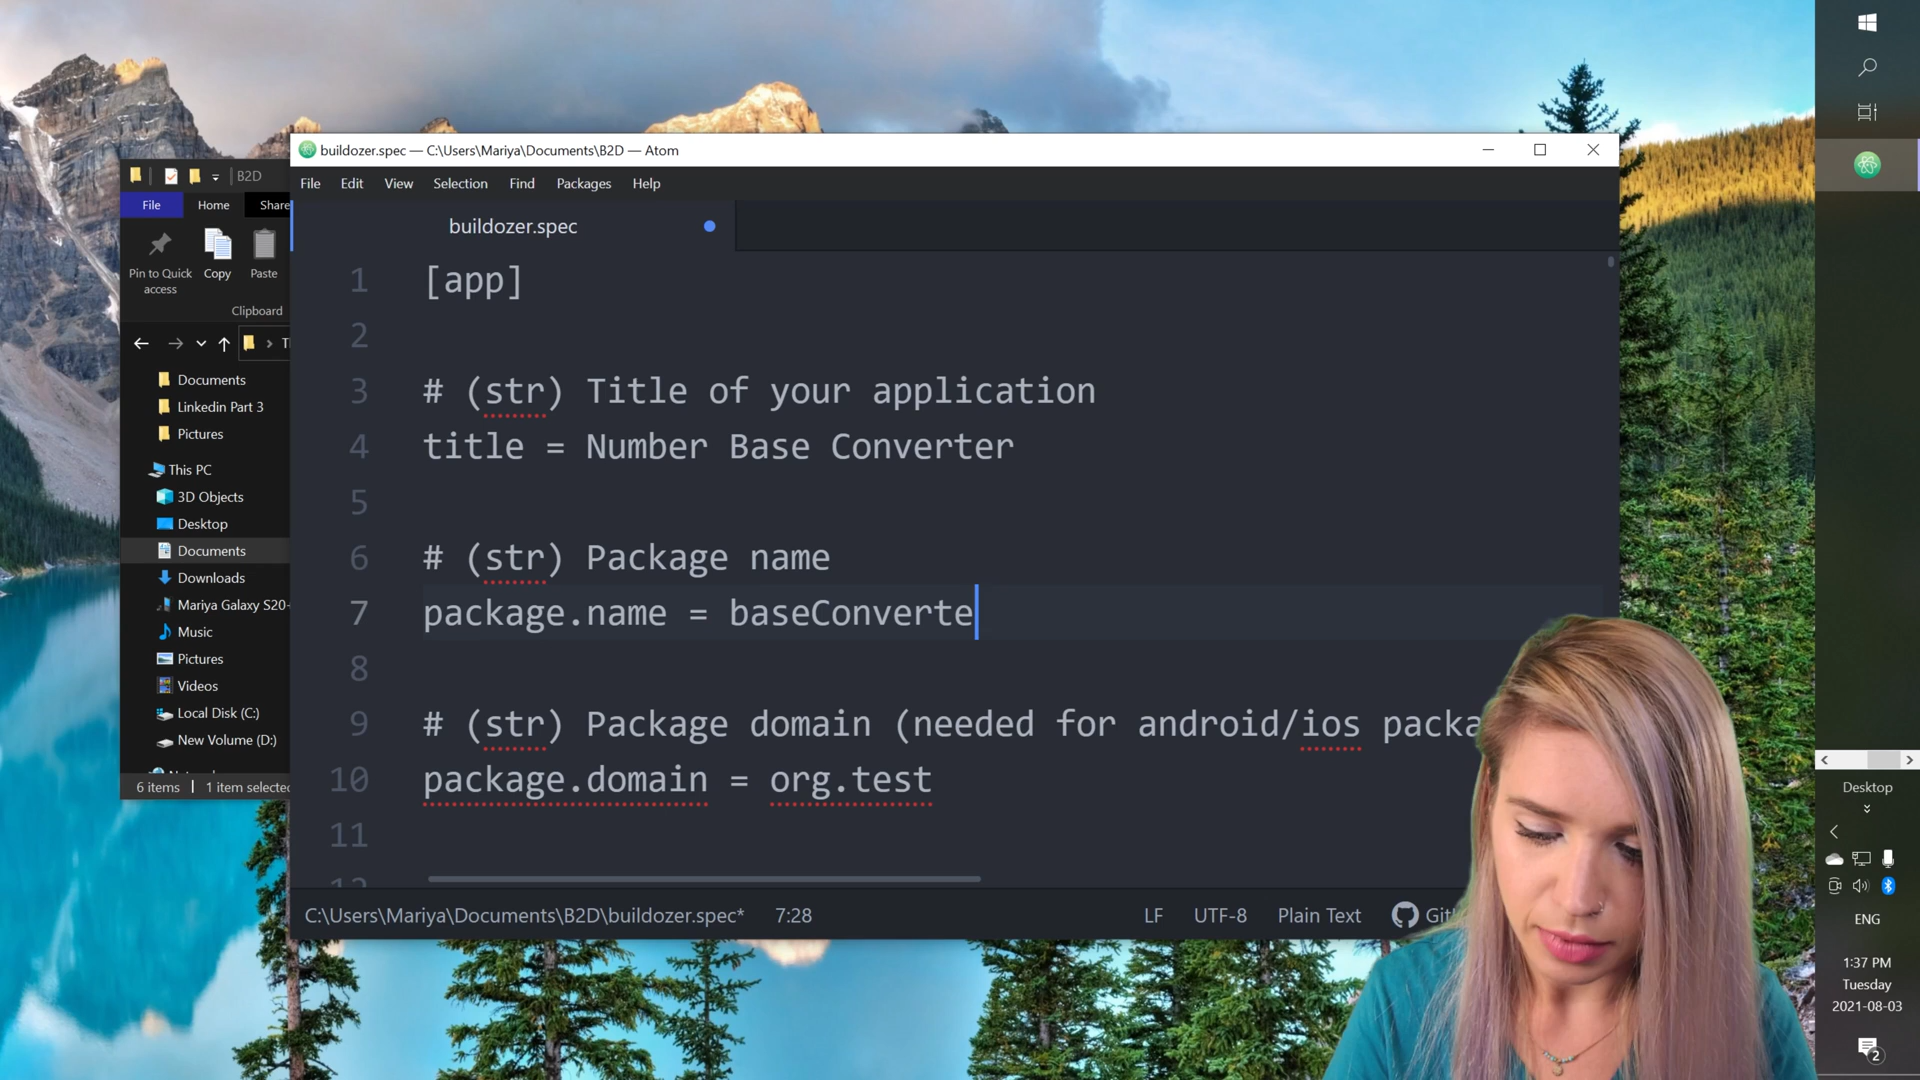 buildozer.spec — C:\Users\Mariya\Documents\B2D — Atom
File Edit View Selection Find Packages Help
buildozer.spec
1 [app]
2
3 # (str) Title of your application
4 title = Number Base Converter
5
6 # (str) Package name
7 package.name = baseConverte
8
9 # (str) Package domain (needed for android/ios packa
10 package.domain = org.test
11
12
C:\Users\Mariya\Documents\B2D\buildozer.spec* 7:28 LF UTF-8 Plain Text Git
B2D
File Home Share
Pin to Quick access
Copy
Paste
Clipboard
Documents
Linkedin Part 3
Pictures
This PC
3D Objects
Desktop
Documents
Downloads
Mariya Galaxy S20-
Music
Pictures
Videos
Local Disk (C:)
New Volume (D:)
6 items 1 item selected
Desktop
ENG
1:37 PM
Tuesday
2021-08-03
2